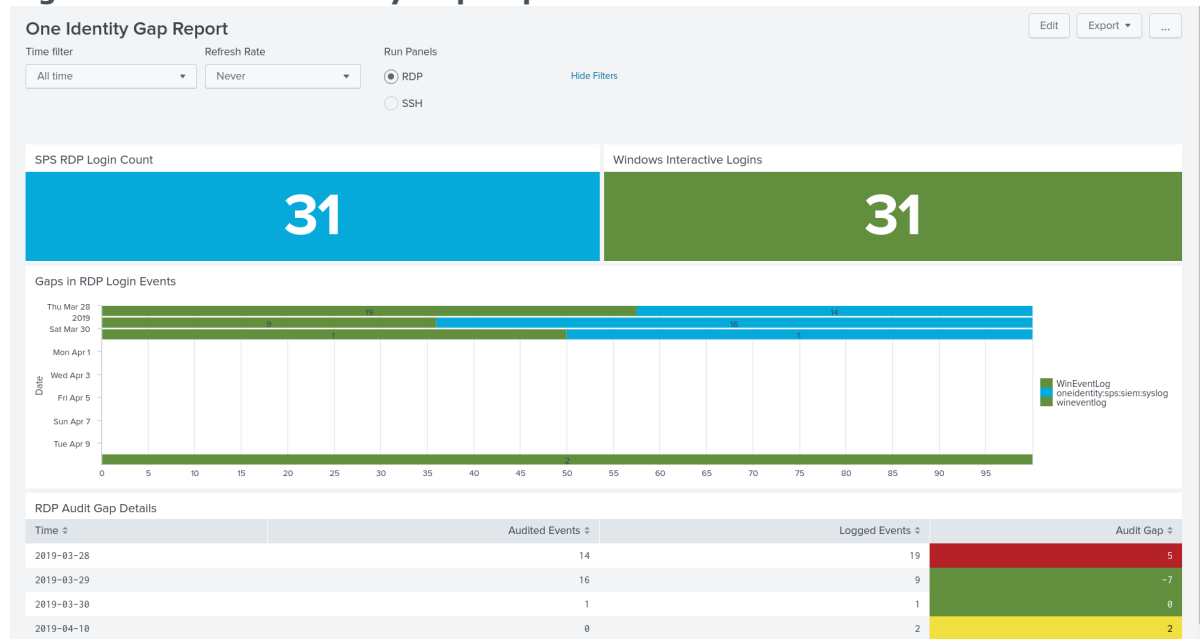 One Identity Gap Report
Edit Export ...
Time filter Refresh Rate Run Panels
All time Never RDP Hide Filters
SSH
SPS RDP Login Count Windows Interactive Logins
31 31
Gaps in RDP Login Events
Thu Mar 28 19 14
2019 9 16
Sat Mar 30 1 1
Mon Apr 1
Wed Apr 3
Fri Apr 5
Sun Apr 7
Tue Apr 9
2
Date
WinEventLog
oneidentity:sps:siem:syslog
wineventlog
0 5 10 15 20 25 30 35 40 45 50 55 60 65 70 75 80 85 90 95
RDP Audit Gap Details
Time Audited Events Logged Events Audit Gap
2019-03-28 14 19 5
2019-03-29 16 9 -7
2019-03-30 1 1 0
2019-04-10 0 2 2